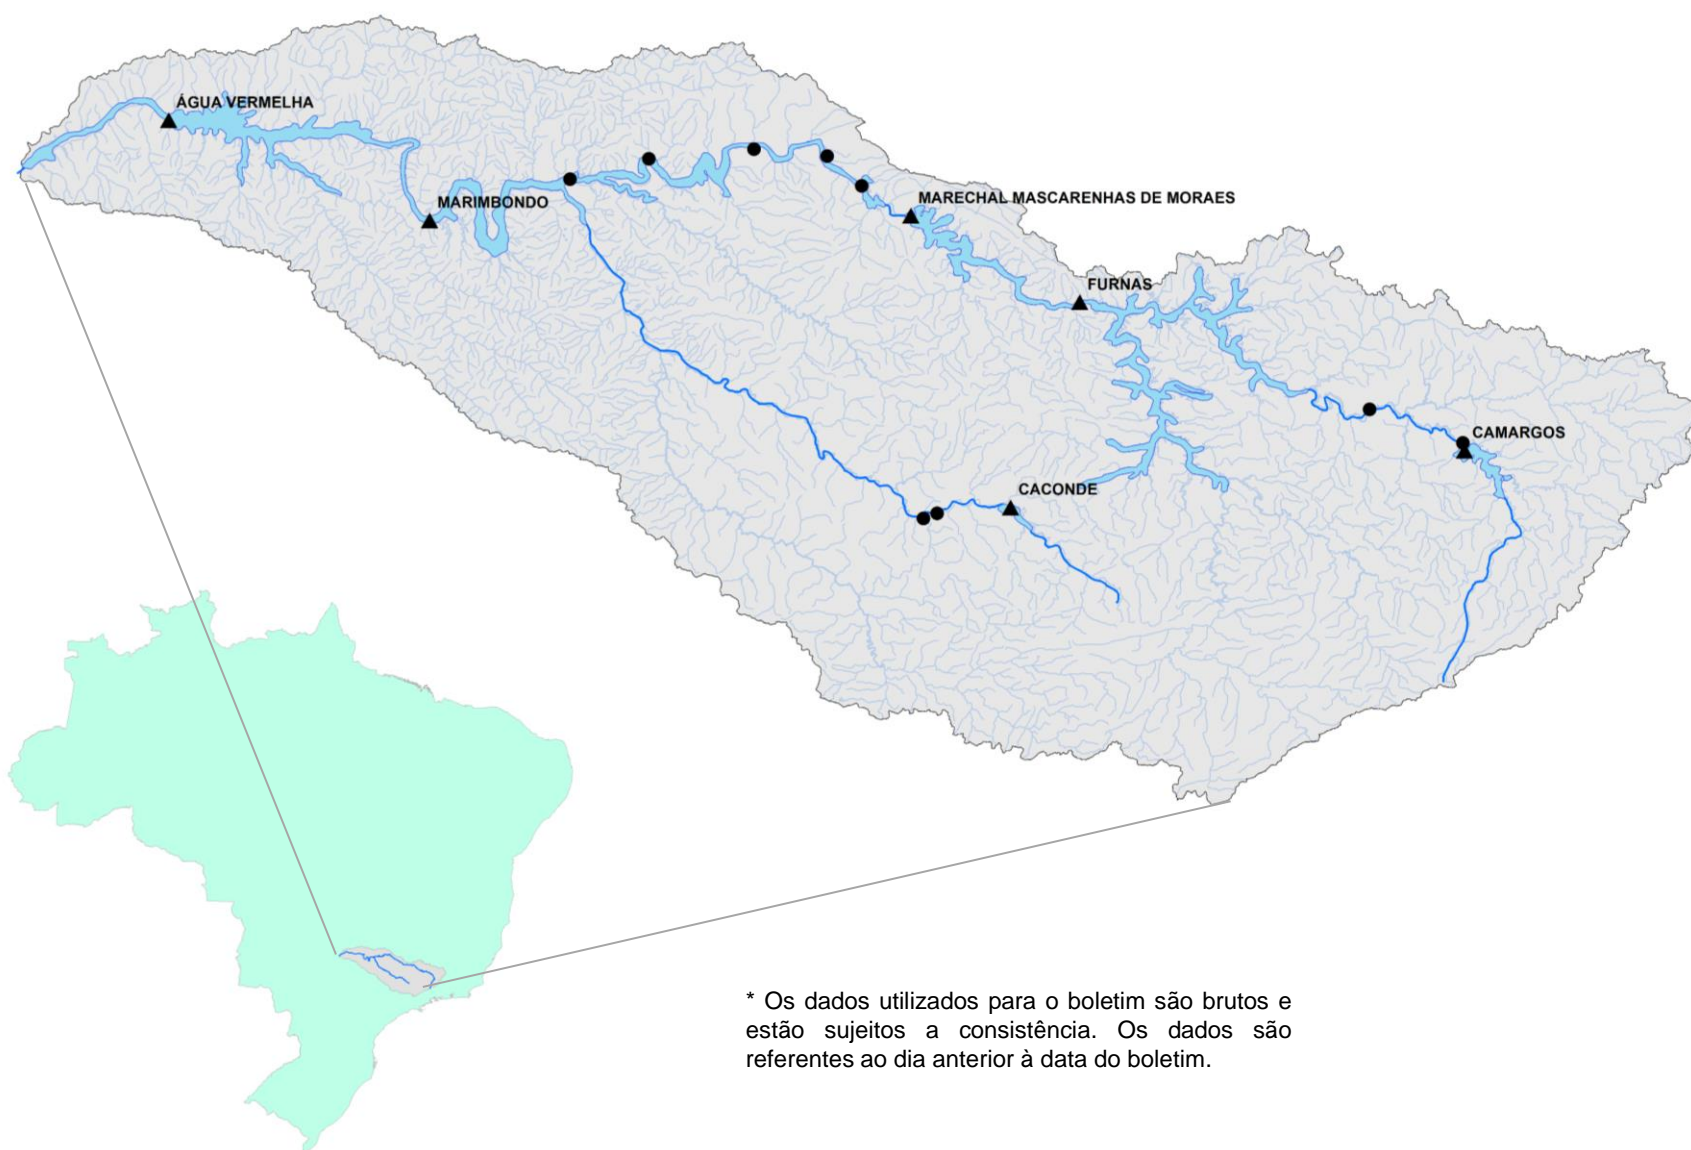 ÁGUA VERMELHA
MARIMBONDO
MARECHAL MASCARENHAS DE MORAES
FURNAS
CAMARGOS
CACONDE
* Os dados utilizados para o boletim são brutos e
estão sujeitos a consistência. Os dados são
referentes ao dia anterior à data do boletim.